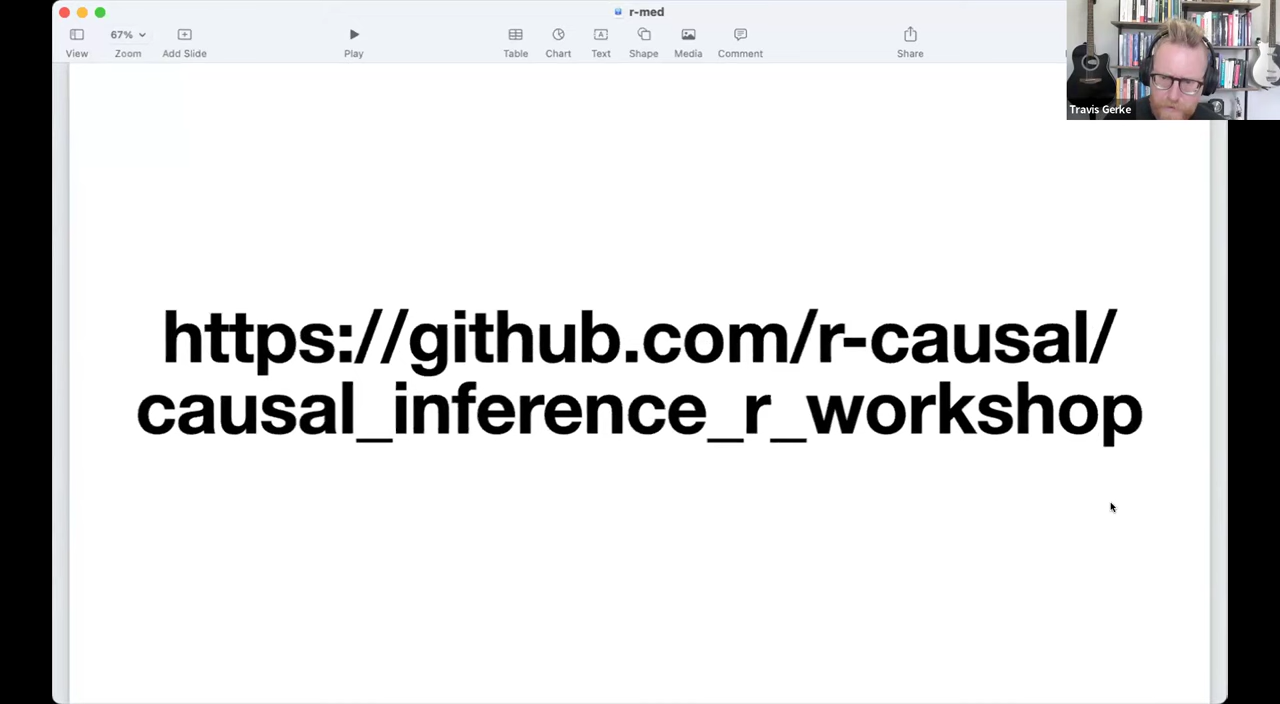 r-med
67%
View
Zoom
Add Slide
Play
Table
Chart
Text
Shape
Media
Comment
Share
Travis Gerke
https://github.com/r-causal/
causal_inference_r_workshop